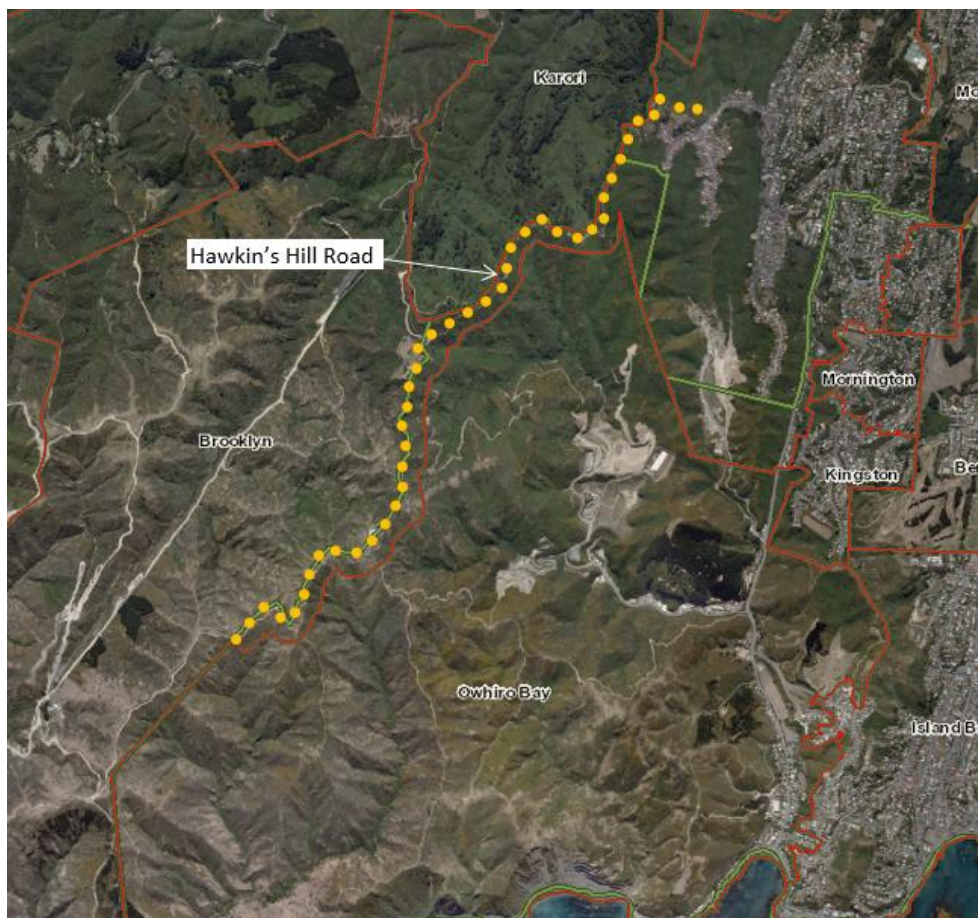 Karori
Mo
Hawkin's Hill Road
Mornington
Brooklyn
Kingston
Be
Owhiro Bay
Island B